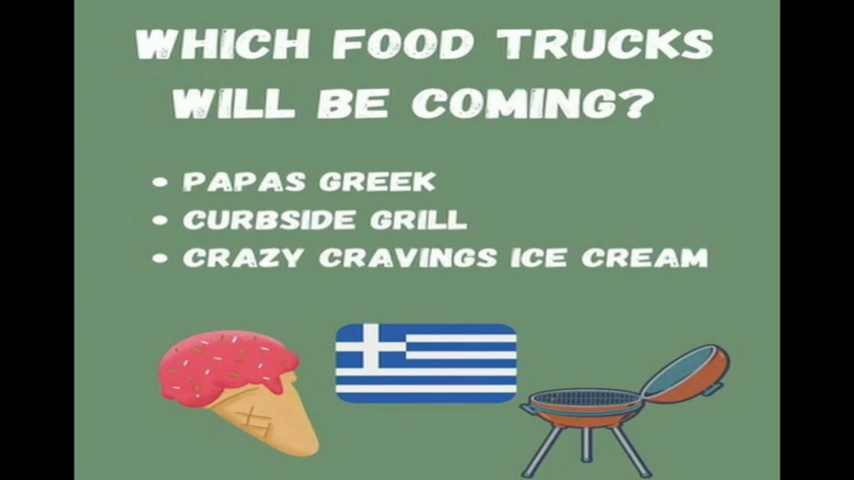 WHICH FOOD TRUCKS
WILL BE COMING?
• PAPAS GREEK
• CURBSIDE GRILL
• CRAZY CRAVINGS ICE CREAM